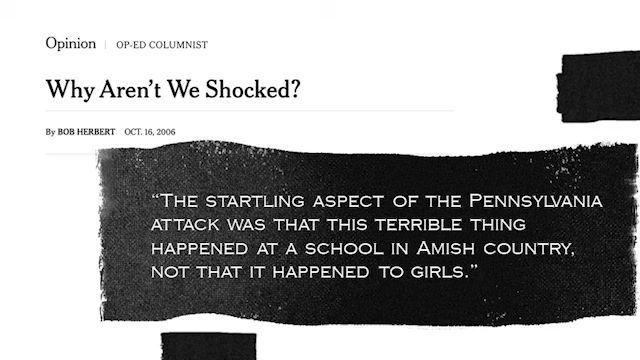 Opinion | OP-ED COLUMNIST
Why Aren’t We Shocked?
By BOB HERBERT OCT. 16, 2006
“THE STARTLING ASPECT OF THE PENNSYLVANIA
ATTACK WAS THAT THIS TERRIBLE THING
HAPPENED AT A SCHOOL IN AMISH COUNTRY,
NOT THAT IT HAPPENED TO GIRLS.”